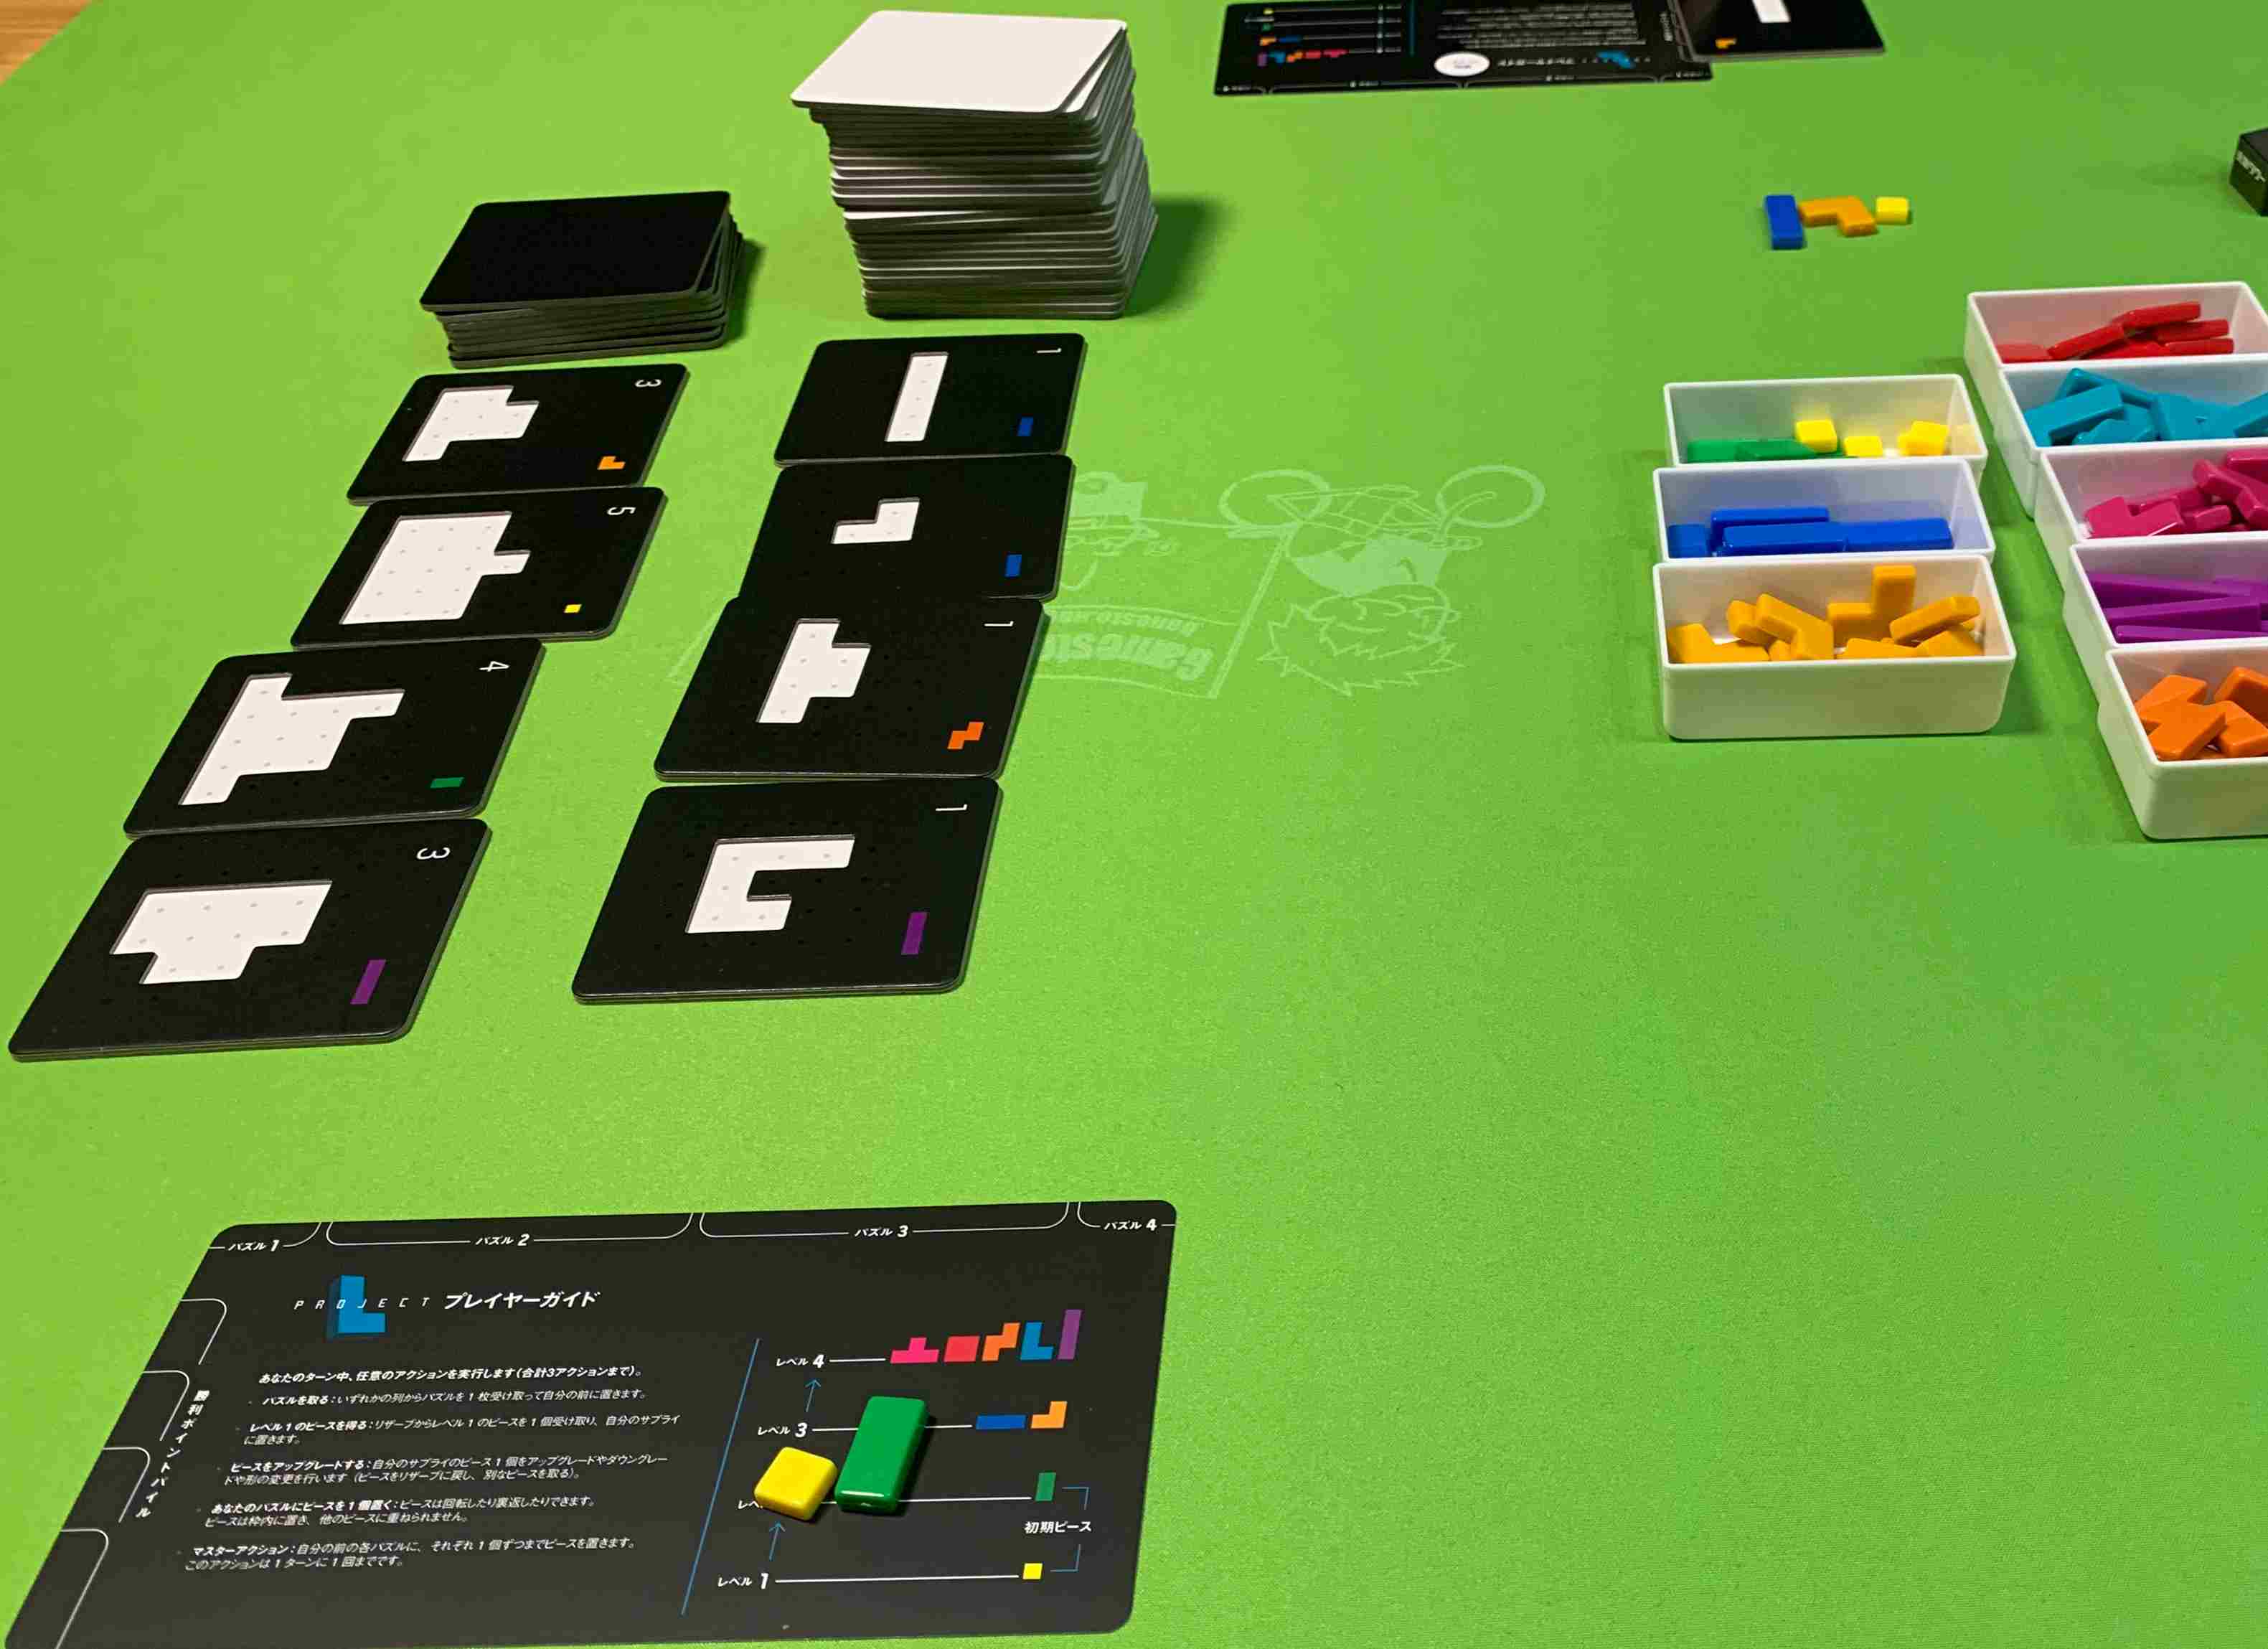 3
1
5
4
1
3
1
Gamesto
パズル 1
パズル 2
パズル 3
パズル 4
PROJECT プレイヤーガイド
勝利ポイントパイル
あなたのターン中、任意のアクションを実行します(合計3アクションまで)。
パズルを取る:いずれかの列からパズルを 1 枚受け取って自分の前に置きます。
レベル 1 のピースを得る:リザーブからレベル 1 のピースを 1 個受け取り、自分のサプライ
に置きます。
ピースをアップグレードする:自分のサプライのピース 1 個をアップグレードやダウングレー
ドや形の変更を行います(ピースをリザーブに戻し、別なピースを取る)。
あなたのパズルにピースを 1 個置く:ピースは回転したり裏返したりできます。
ピースは枠内に置き、他のピースに重ねられません。
マスターアクション:自分の前の各パズルに、それぞれ 1 個ずつまでピースを置きます。
このアクションは 1 ターンに 1 回までです。
レベル 4
レベル 3
レベ
初期ピース
レベル 1